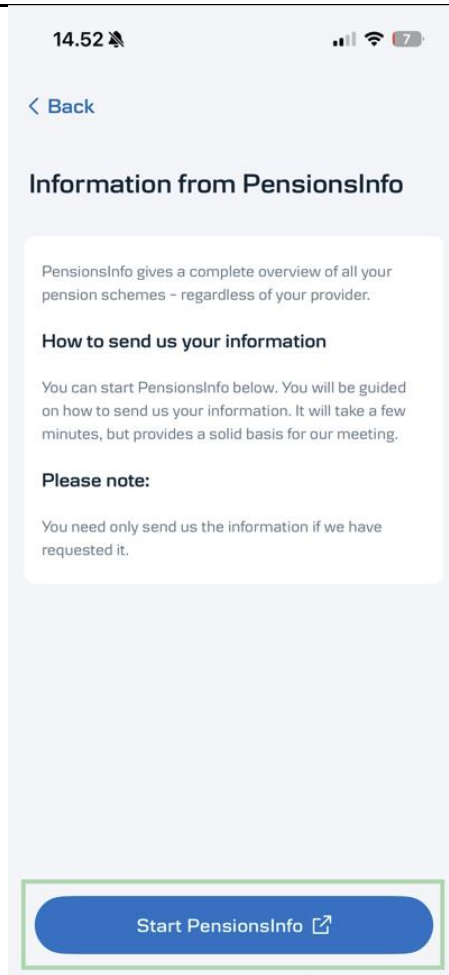 14.52
7
Back
Information from PensionsInfo
PensionsInfo gives a complete overview of all your
pension schemes – regardless of your provider.
How to send us your information
You can start PensionsInfo below. You will be guided
on how to send us your information. It will take a few
minutes, but provides a solid basis for our meeting.
Please note:
You need only send us the information if we have
requested it.
Start PensionsInfo